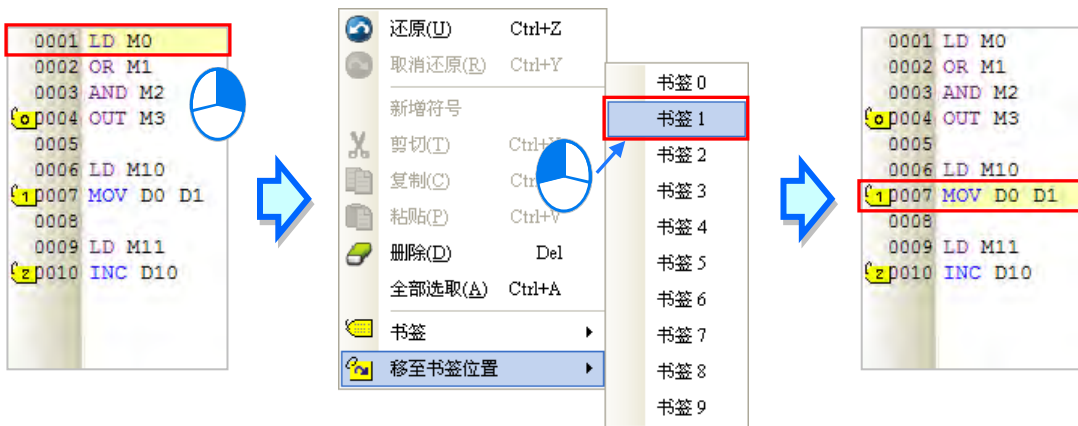 0001 LD M0
0002 OR M1
0003 AND M2
0 0004 OUT M3
0005
0006 LD M10
1 0007 MOV D0 D1
0008
0009 LD M11
2 0010 INC D10
还原(U) Ctrl+Z
取消还原(R) Ctrl+Y
新增符号
剪切(T)
复制(C)
粘贴(P) Ctrl+V
删除(D) Del
全部选取(A) Ctrl+A
书签
移至书签位置
书签 0
书签 1
书签 2
书签 3
书签 4
书签 5
书签 6
书签 7
书签 8
书签 9
0001 LD M0
0002 OR M1
0003 AND M2
0 0004 OUT M3
0005
0006 LD M10
1 0007 MOV D0 D1
0008
0009 LD M11
2 0010 INC D10